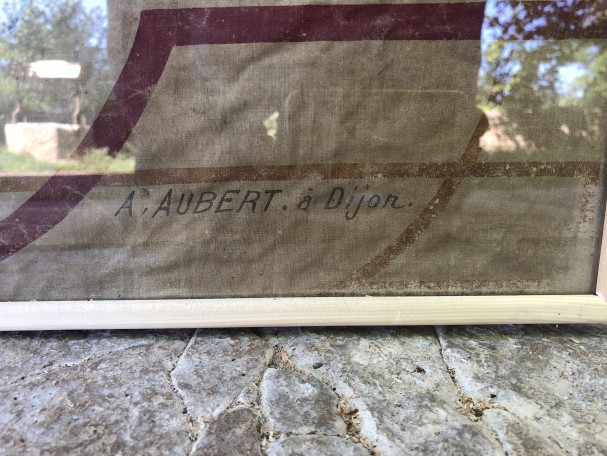 A. AUBERT. à Dijon.